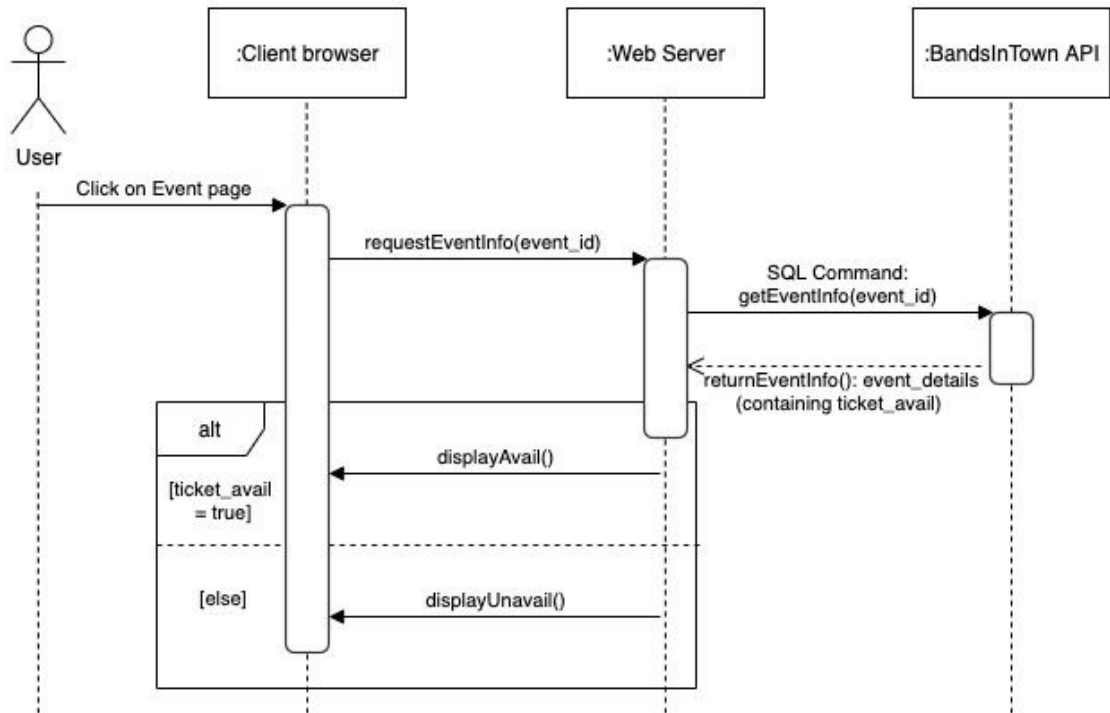 :Client browser
:Web Server
:BandsInTown API
User
Click on Event page
requestEventInfo(event_id)
SQL Command:
getEventInfo(event_id)
returnEventInfo(): event_details
(containing ticket_avail)
alt
displayAvail()
[ticket_avail
= true]
[else]
displayUnavail()